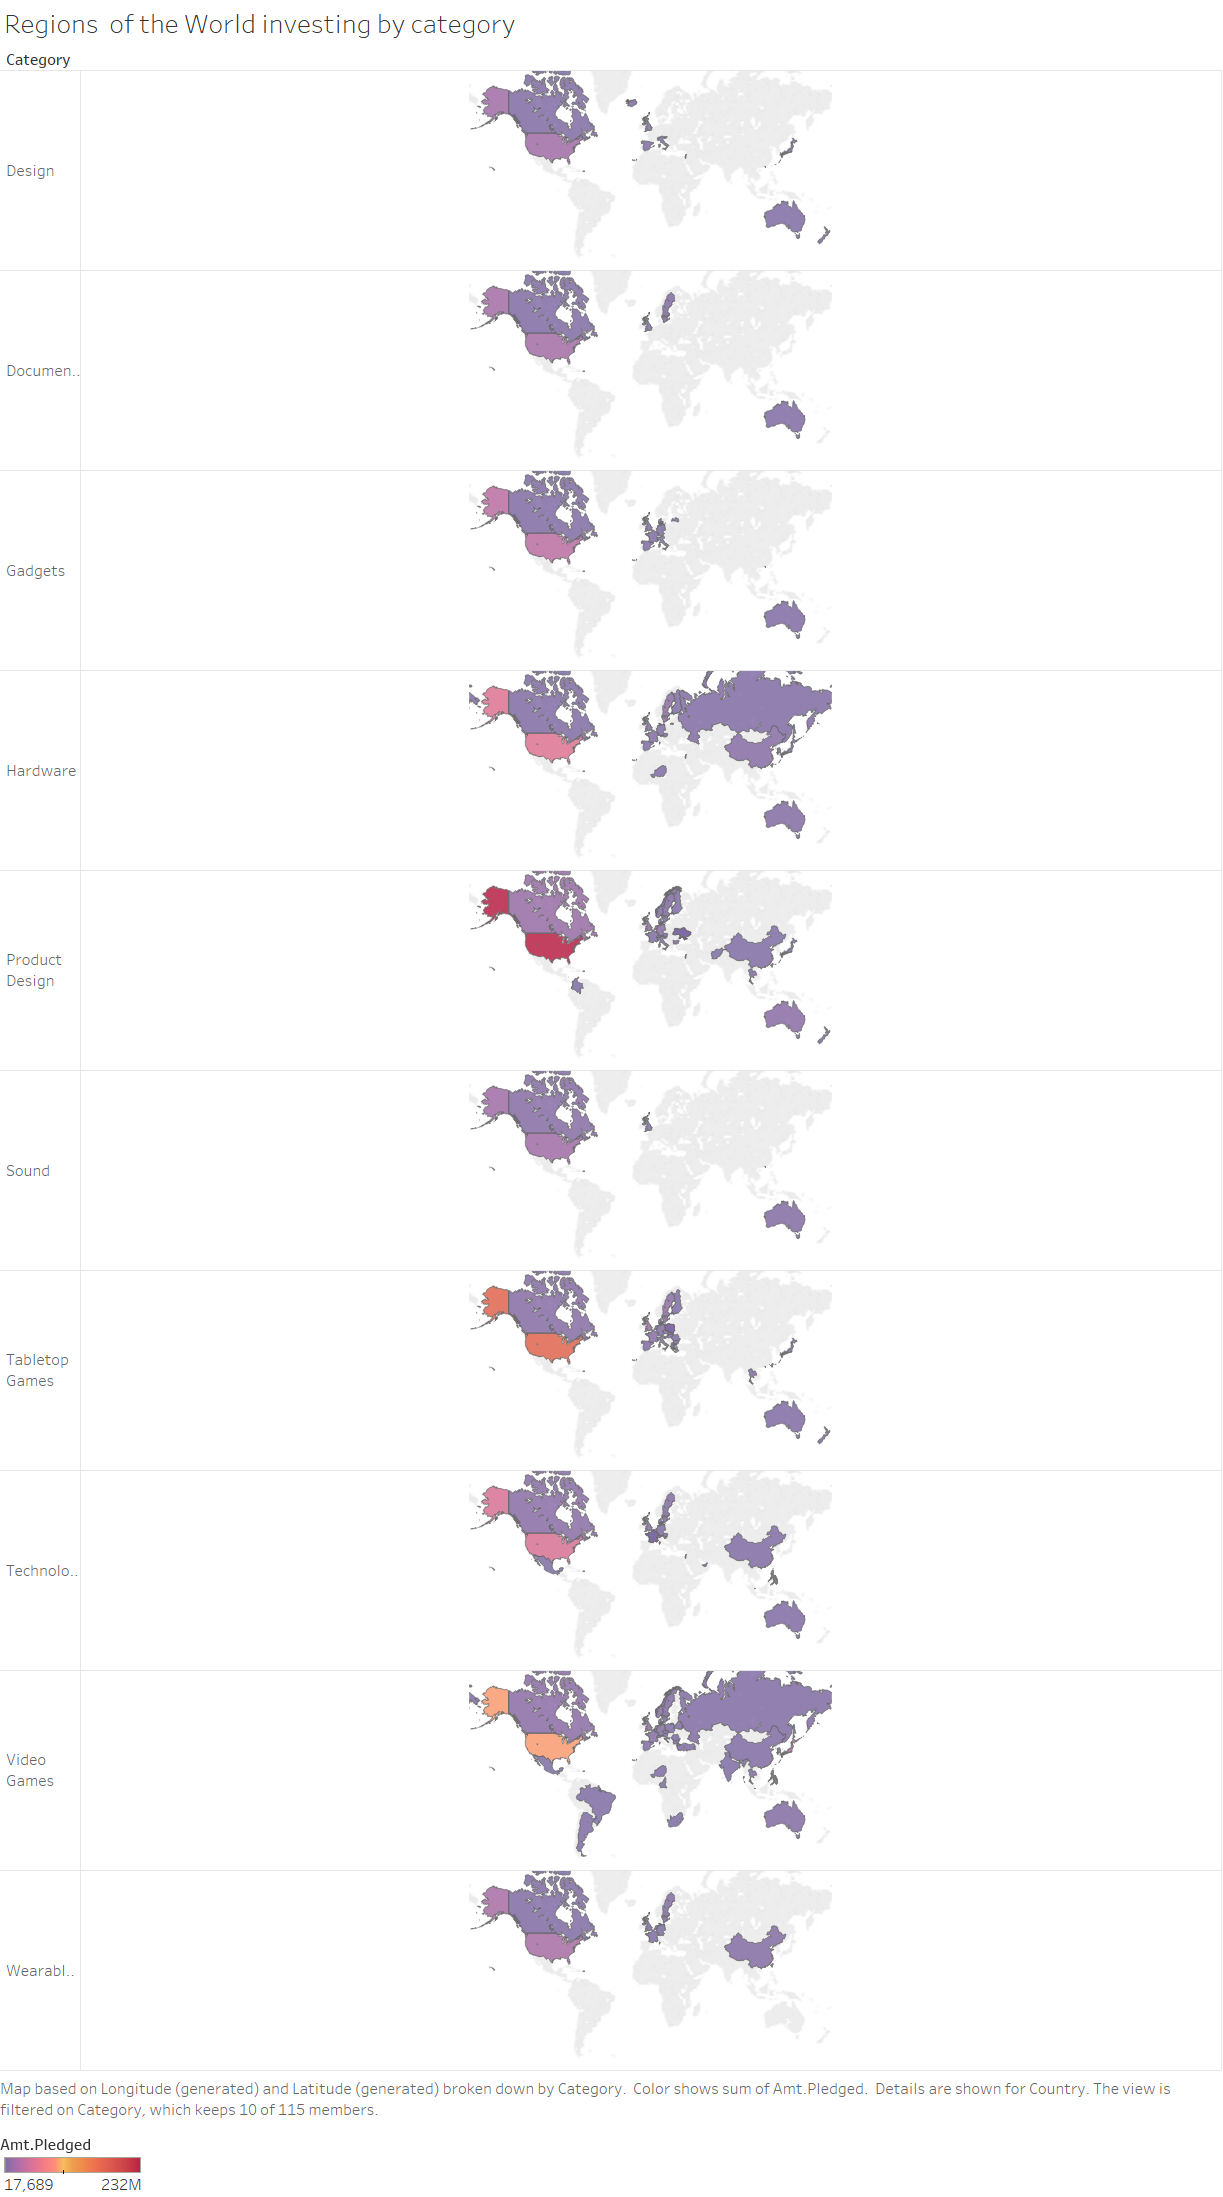 Regions  of the World investing by category
Category
Design
Documen..
Gadgets
Hardware
Product
Design
Sound
Tabletop
Games
Technolo..
Video
Games
Wearabl..
Map based on Longitude (generated) and Latitude (generated) broken down by Category.  Color shows sum of Amt.Pledged.  Details are shown for Country. The view is
filtered on Category, which keeps 10 of 115 members.
Amt.Pledged
17,689 232M